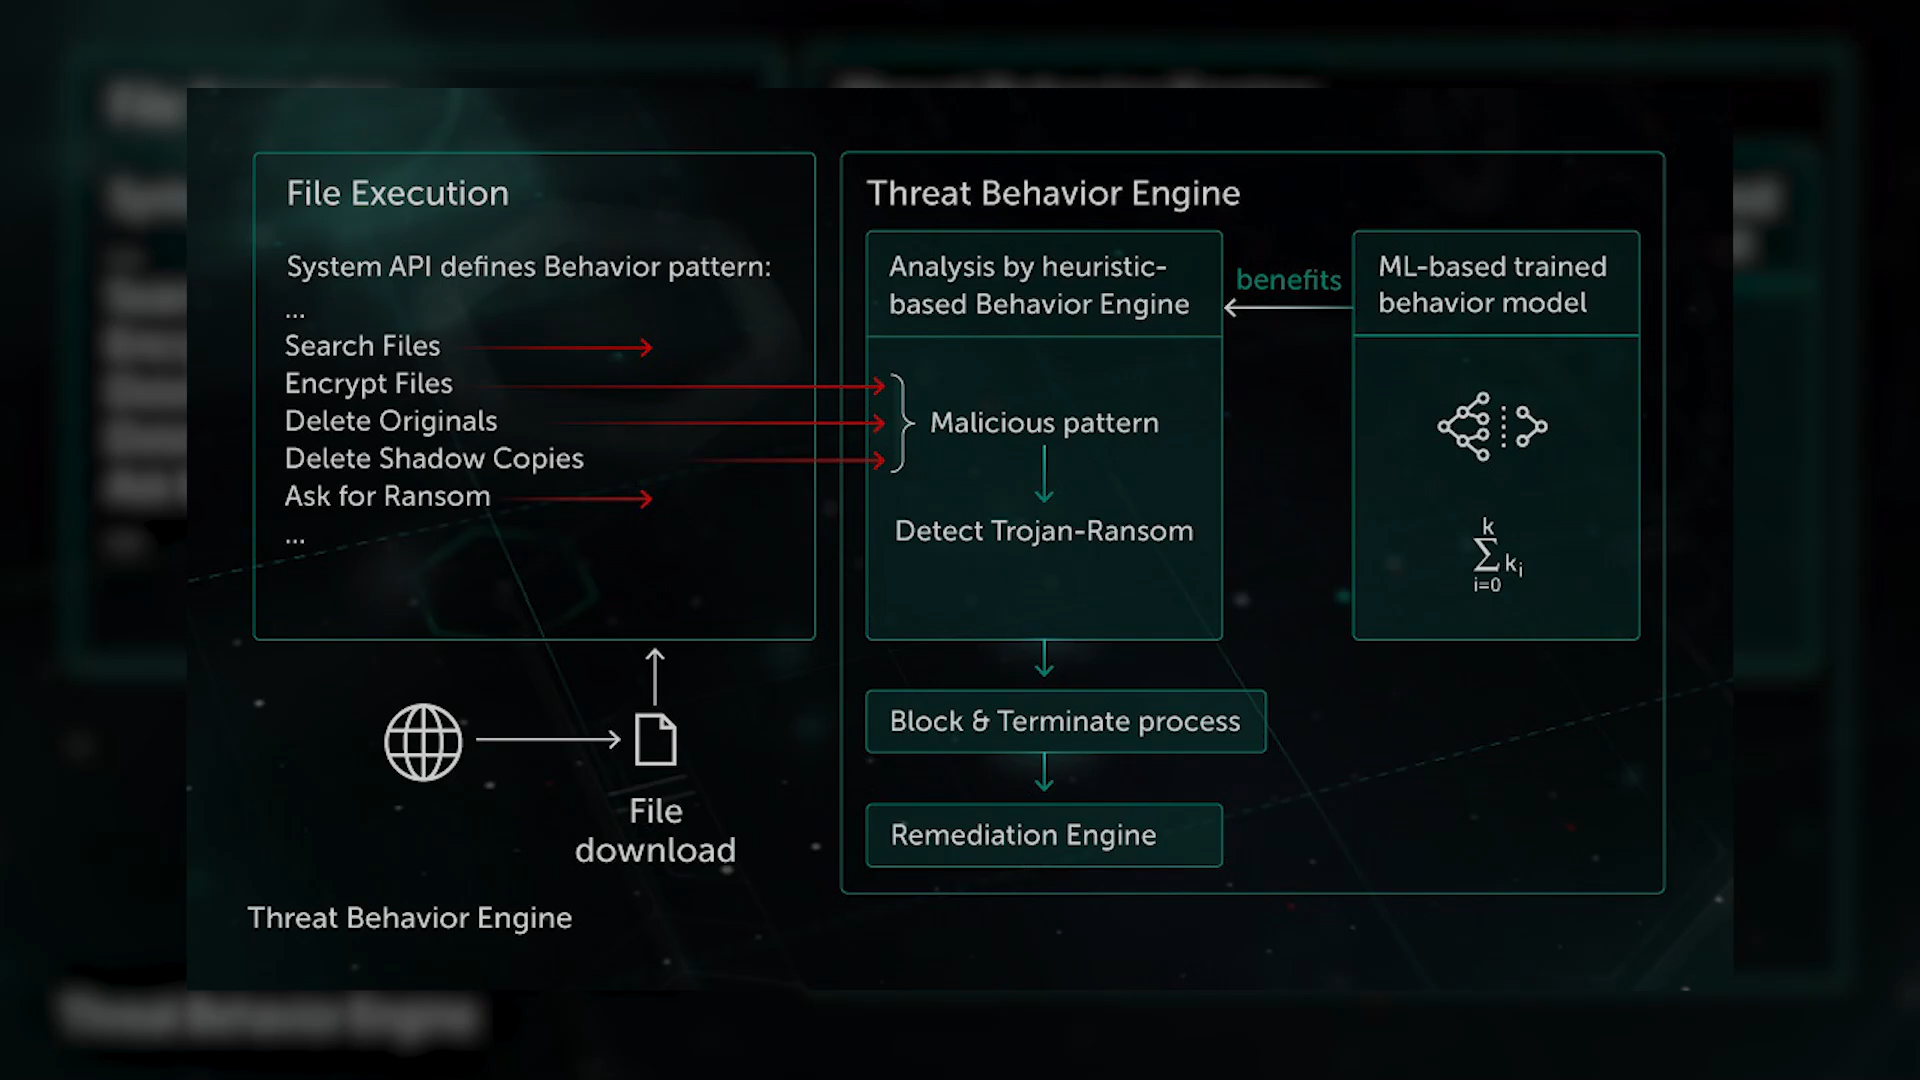 File Execution
System API defines Behavior pattern:
...
Search Files
Encrypt Files
Delete Originals
Delete Shadow Copies
Ask for Ransom
...
File
download
Threat Behavior Engine
Threat Behavior Engine
Analysis by heuristic-
based Behavior Engine
Malicious pattern
Detect Trojan-Ransom
benefits
ML-based trained
behavior model
k
∑ ki
i=0
Block & Terminate process
Remediation Engine